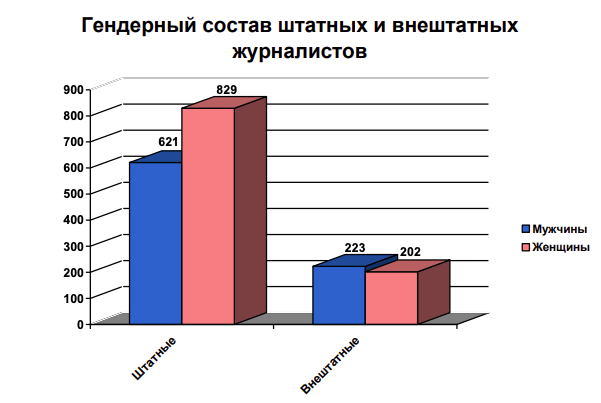 Гендерный состав штатных и внештатных
журналистов
900
800
700
600
500
400
300
200
100
0
621
829
223
202
Штатные
Внештатные
Мужчины
Женщины